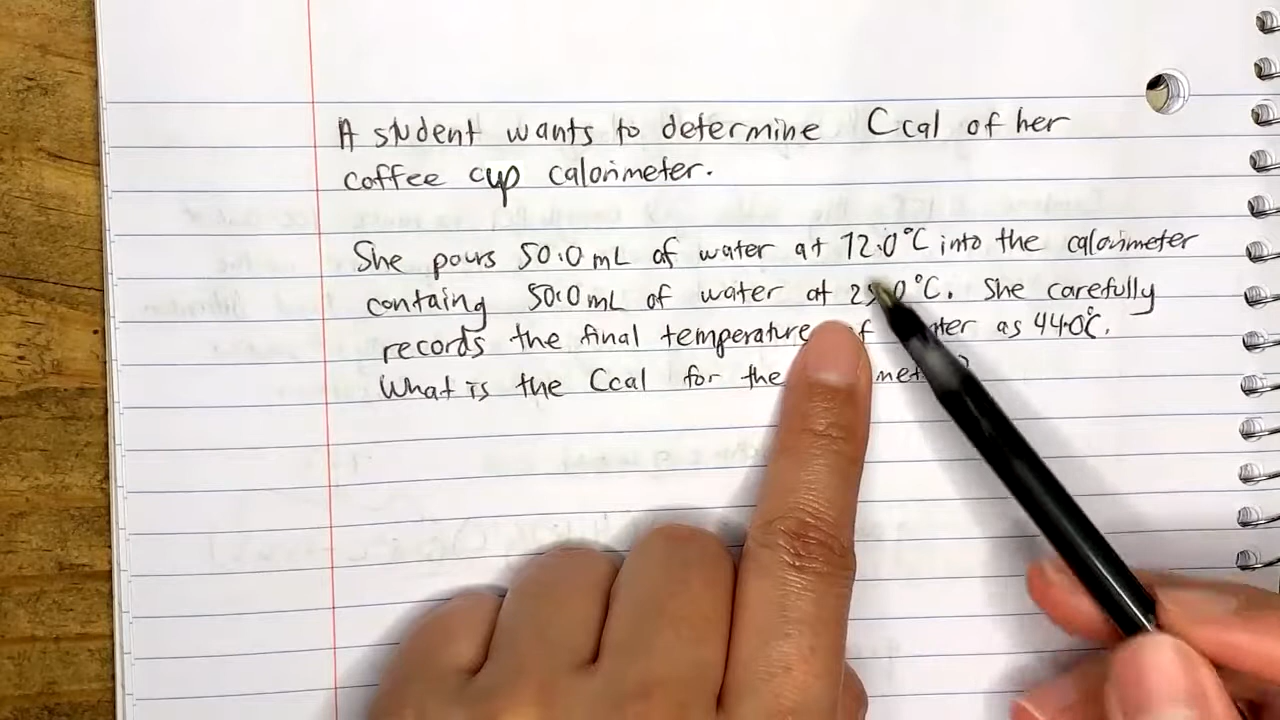 A student wants to determine Ccal of her
coffee cup calorimeter.
She pours 50.0 mL of water at 72.0°C into the calorimeter
containg 50.0 mL of water at °C. She carefully
records the final temperature as 44.0°C.
What is the Ccal for the